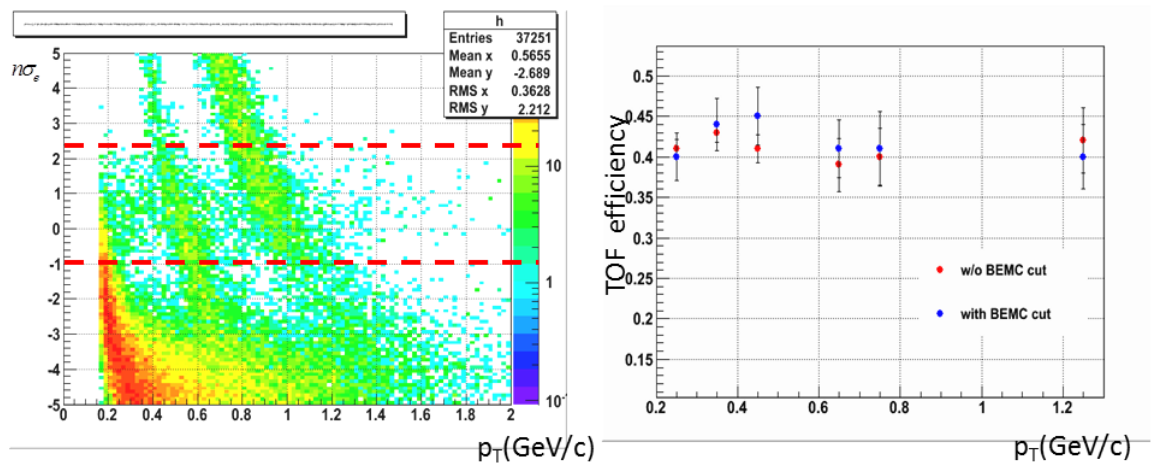 h
Entries 37251
Mean x 0.5655
Mean y -2.689
RMS x 0.3628
RMS y 2.212
nσₑ
5
4
3
2
1
0
-1
-2
-3
-4
-5
0 0.2 0.4 0.6 0.8 1 1.2 1.4 1.6 1.8 2
10
1
p_T(GeV/c)
TOF efficiency
0.5
0.45
0.4
0.35
0.3
0.25
0.2
0.15
w/o BEMC cut
with BEMC cut
0.2 0.4 0.6 0.8 1 1.2
p_T(GeV/c)